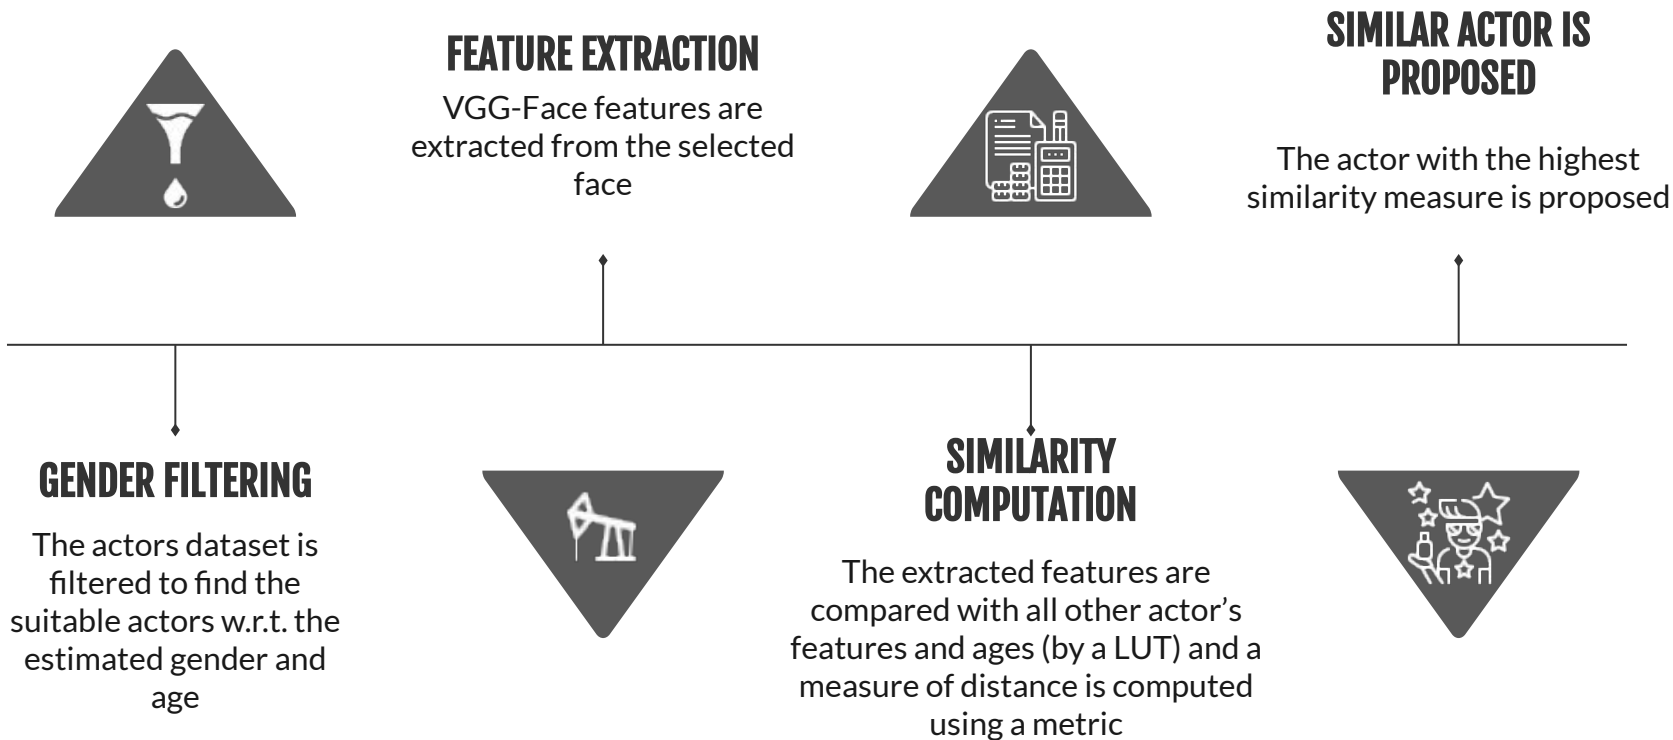 GENDER FILTERING
The actors dataset is
filtered to find the
suitable actors w.r.t. the
estimated gender and
age
FEATURE EXTRACTION
VGG-Face features are
extracted from the selected
face
SIMILARITY
COMPUTATION
The extracted features are
compared with all other actor’s
features and ages (by a LUT) and a
measure of distance is computed
using a metric
SIMILAR ACTOR IS
PROPOSED
The actor with the highest
similarity measure is proposed